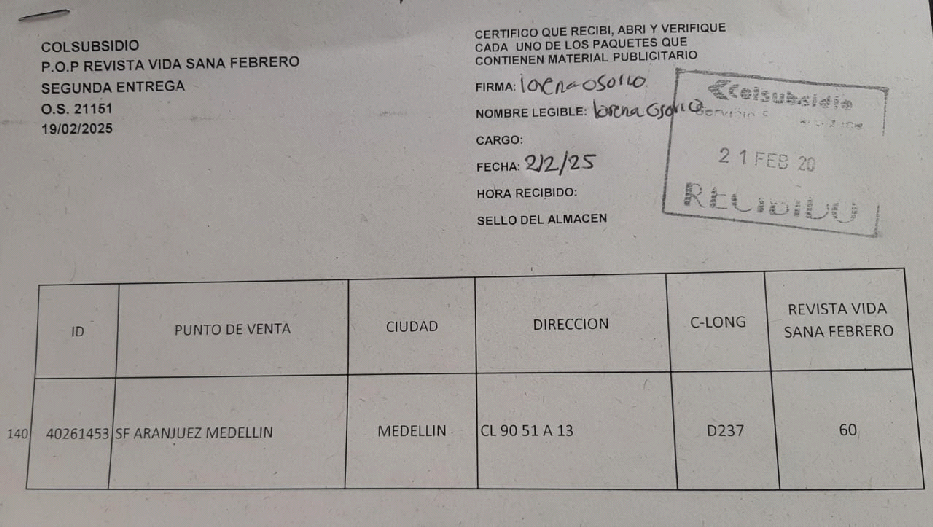 COLSUBSIDIO
P.O.P REVISTA VIDA SANA FEBRERO
SEGUNDA ENTREGA
O.S. 21151
19/02/2025
CERTIFICO QUE RECIBI, ABRI Y VERIFIQUE
CADA UNO DE LOS PAQUETES QUE
CONTIENEN MATERIAL PUBLICITARIO
FIRMA: lorena osorio
NOMBRE LEGIBLE: lorena osorio
CARGO:
FECHA: 2/2/25
HORA RECIBIDO:
SELLO DEL ALMACEN
Colsubsidio
21 FEB 20
RECIBIDO
ID PUNTO DE VENTA CIUDAD DIRECCION C-LONG REVISTA VIDA
SANA FEBRERO
140 40261453 SF ARANJUEZ MEDELLIN MEDELLIN CL 90 51 A 13 D237 60